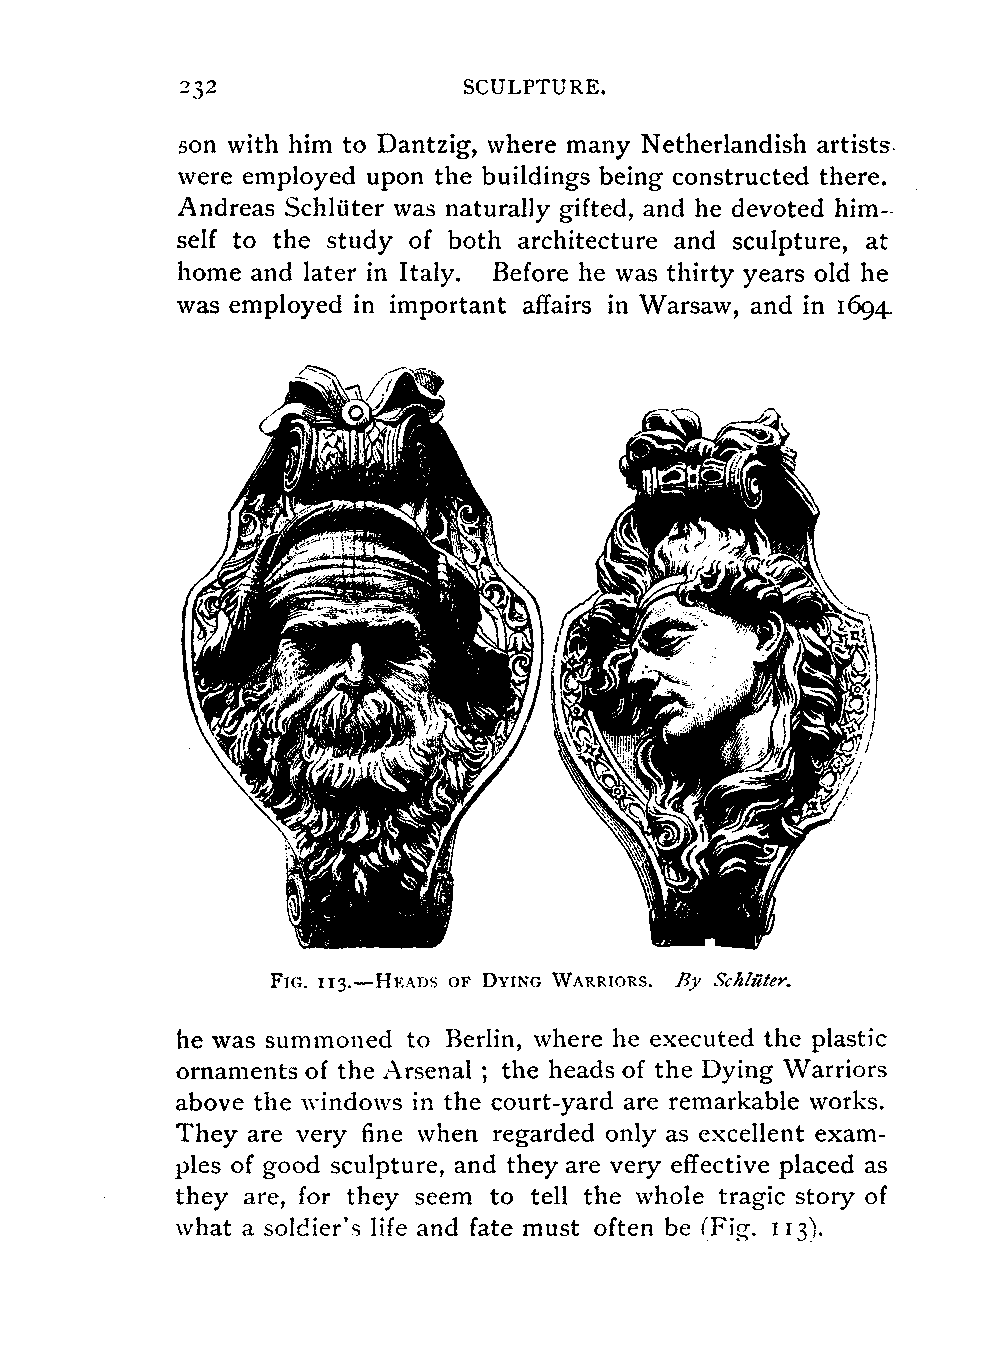 232 SCULPTURE.
son with him to Dantzig, where many Netherlandish artists
were employed upon the buildings being constructed there.
Andreas Schlüter was naturally gifted, and he devoted him-
self to the study of both architecture and sculpture, at
home and later in Italy. Before he was thirty years old he
was employed in important affairs in Warsaw, and in 1694
FIG. 113.—HEADS OF DYING WARRIORS. By Schlüter.
he was summoned to Berlin, where he executed the plastic
ornaments of the Arsenal ; the heads of the Dying Warriors
above the windows in the court-yard are remarkable works.
They are very fine when regarded only as excellent exam-
ples of good sculpture, and they are very effective placed as
they are, for they seem to tell the whole tragic story of
what a soldier's life and fate must often be (Fig. 113).